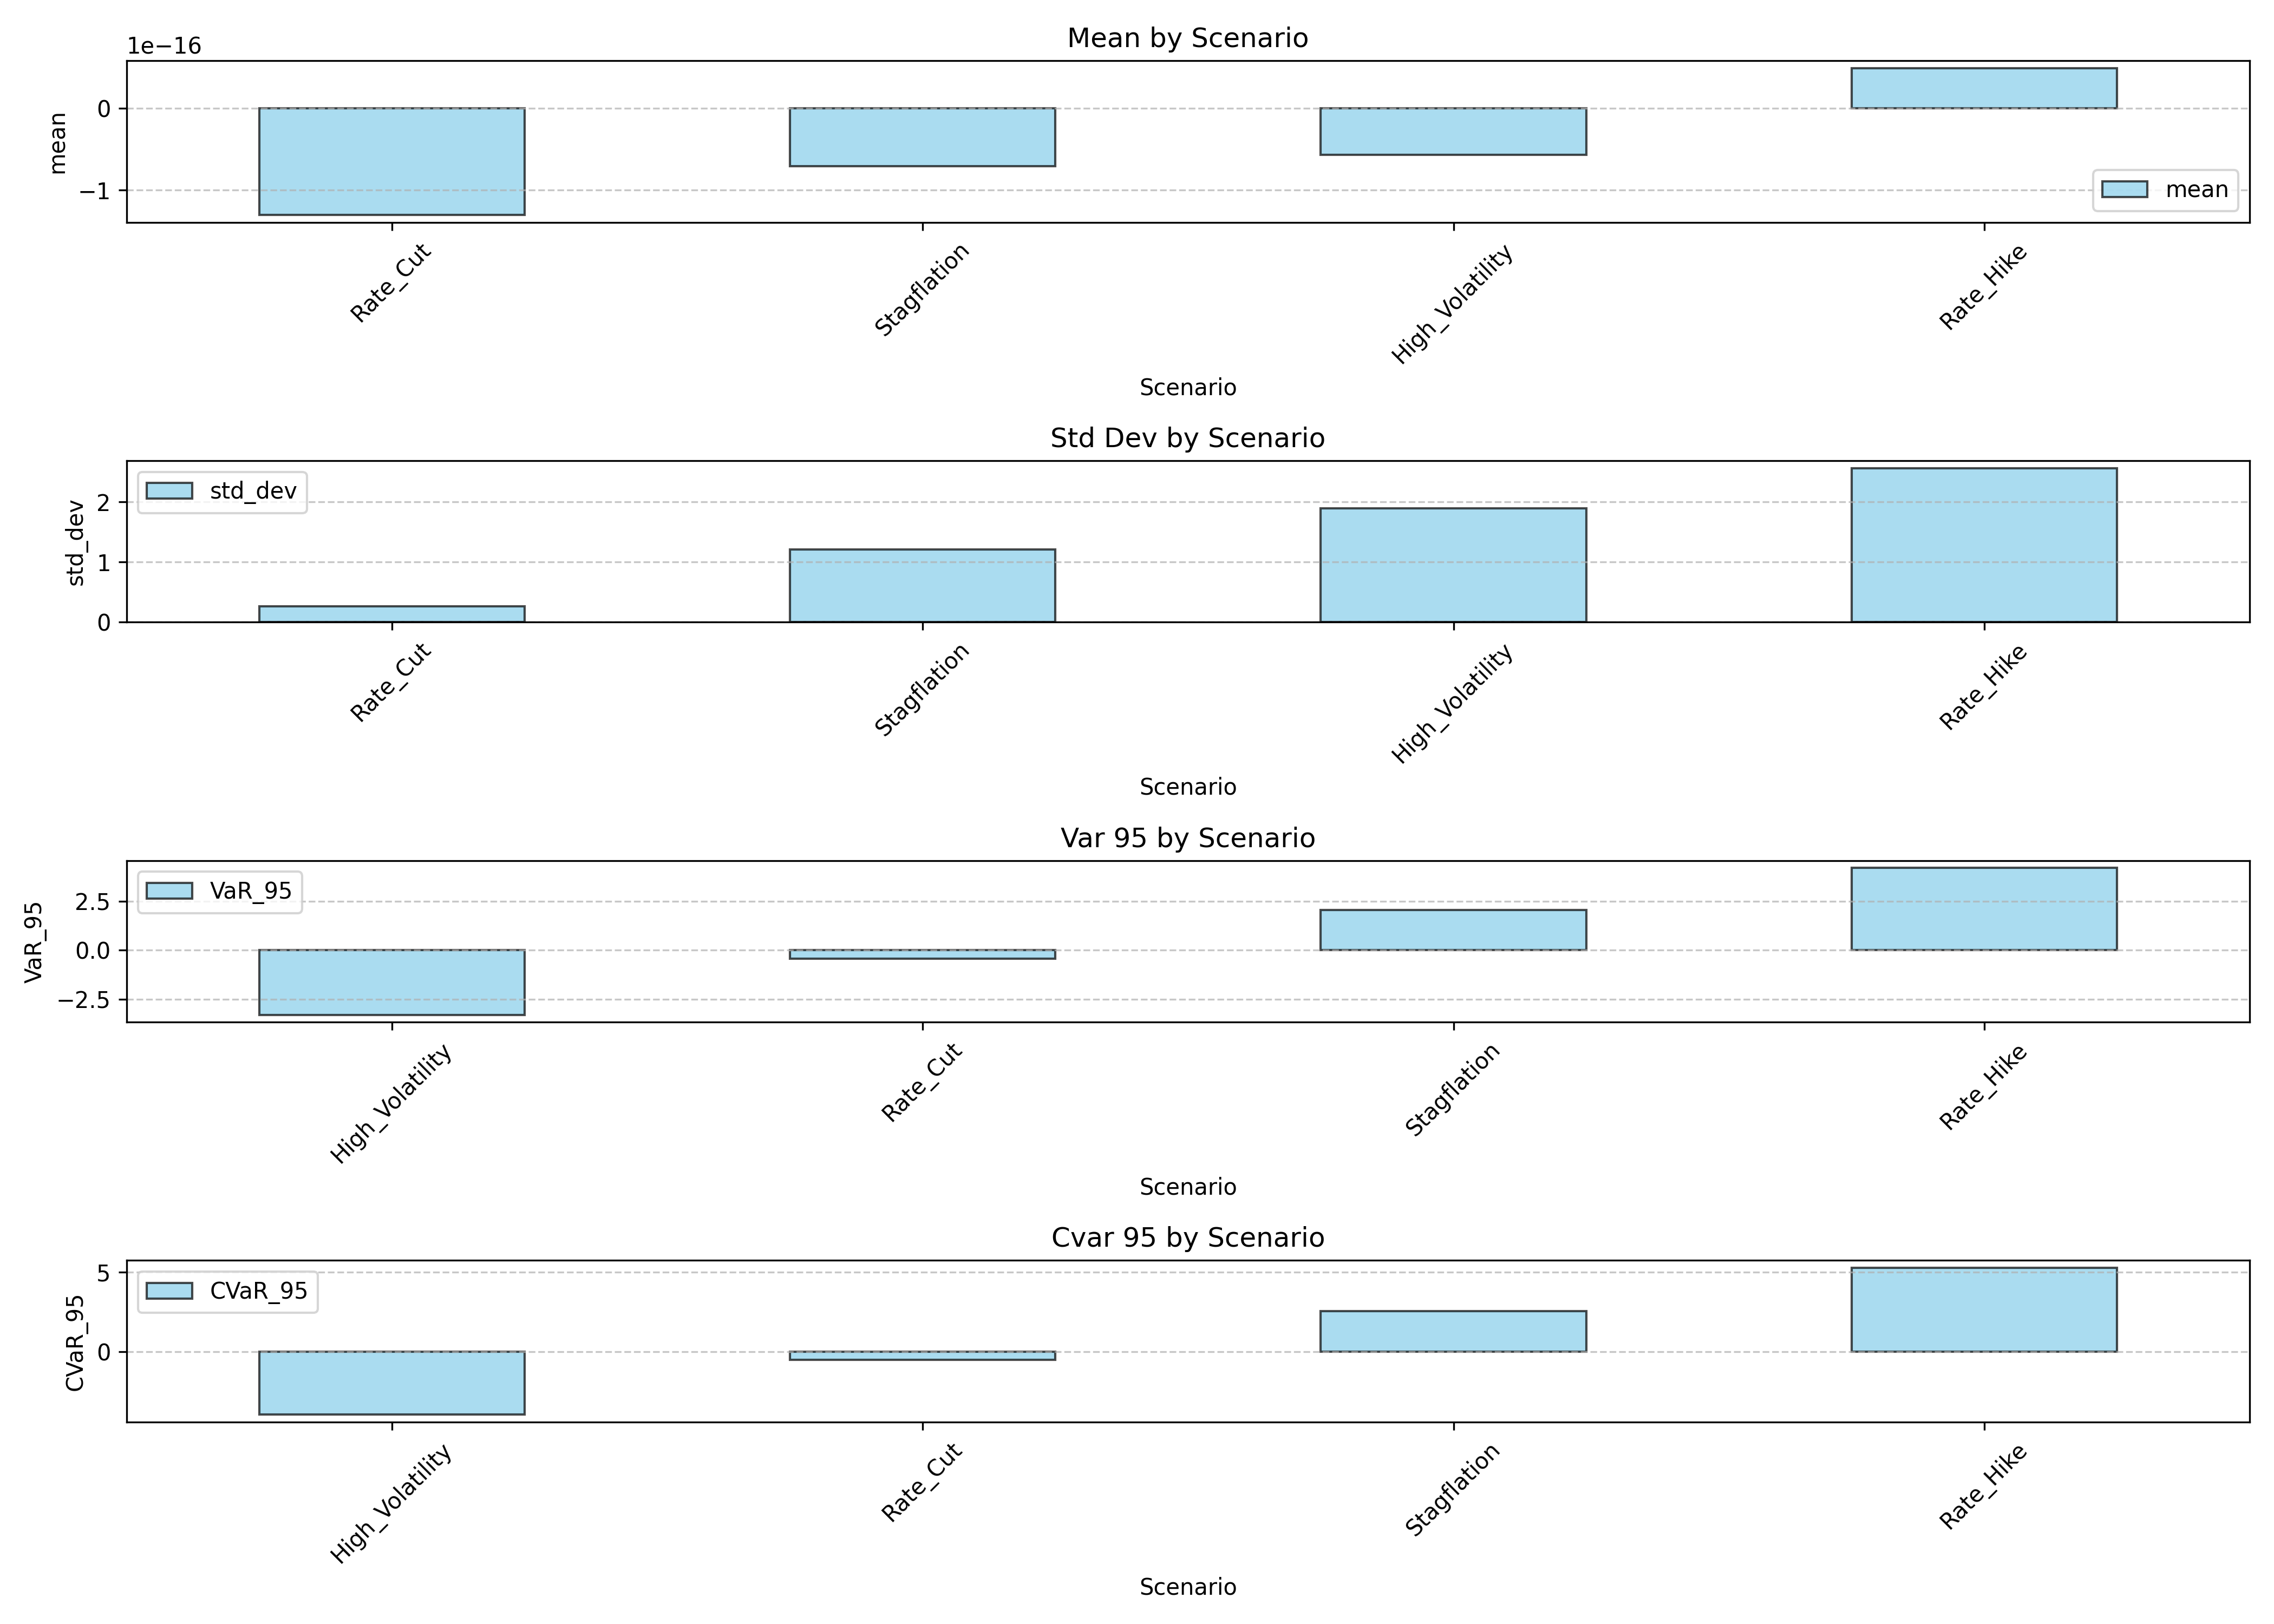 Mean by Scenario
1e−16
mean
0
−1
mean
Rate_Cut
Stagflation
High_Volatility
Rate_Hike
Scenario
Std Dev by Scenario
std_dev
2
1
0
std_dev
Rate_Cut
Stagflation
High_Volatility
Rate_Hike
Scenario
Var 95 by Scenario
VaR_95
2.5
0.0
−2.5
VaR_95
High_Volatility
Rate_Cut
Stagflation
Rate_Hike
Scenario
Cvar 95 by Scenario
CVaR_95
5
0
CVaR_95
High_Volatility
Rate_Cut
Stagflation
Rate_Hike
Scenario